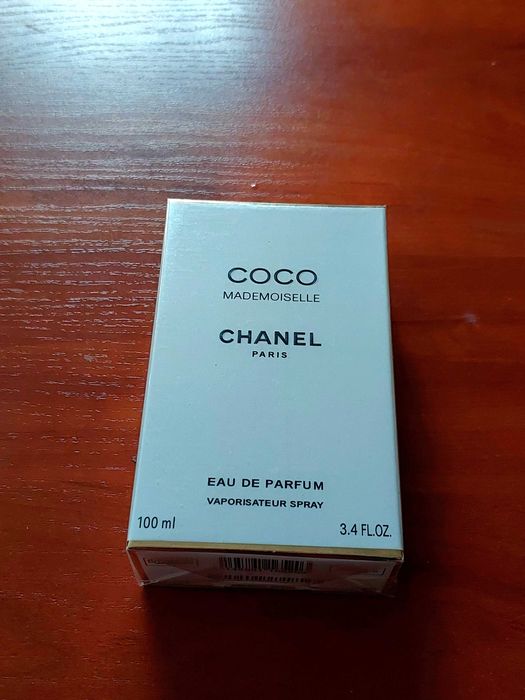 COCO
MADEMOISELLE
CHANEL
PARIS
EAU DE PARFUM
VAPORISATEUR SPRAY
100 ml
3.4 FL.OZ.